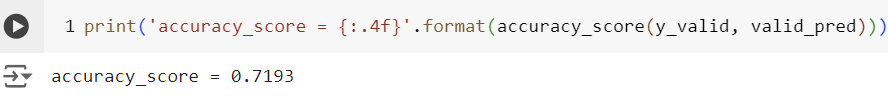 1 print('accuracy_score = {:.4f}'.format(accuracy_score(y_valid, valid_pred)))
accuracy_score = 0.7193